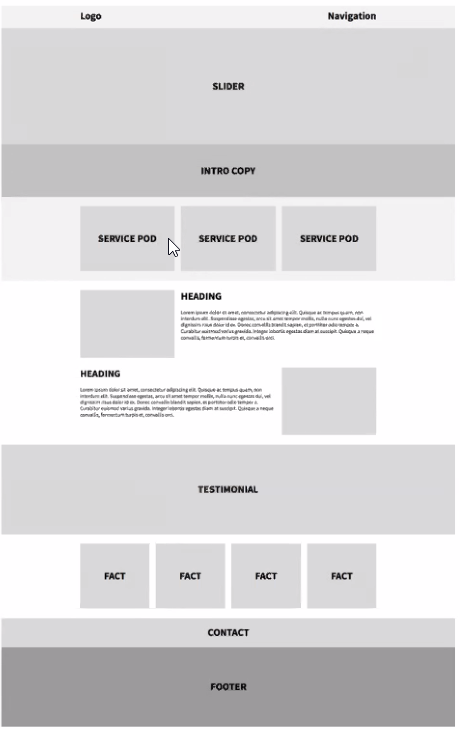 Logo
Navigation
SLIDER
INTRO COPY
SERVICE POD
SERVICE POD
SERVICE POD
HEADING
Lorem ipsum dolor sit amet, consectetur adipiscing elit. Quisque ac tempus quam, non
interdum elit. Suspendisse egestas, arcu sit amet tempor mollis, nulla nunc egestas dui, vel
dignissim risus dolor id ex. Donec convallis blandit sapien, et porttitor odio tempor a.
Curabitur euismod varius gravida. Integer lobortis egestas diam at suscipit. Quisque a neque
convallis, fermentum turpis et, convallis orci.
HEADING
Lorem ipsum dolor sit amet, consectetur adipiscing elit. Quisque ac tempus quam, non
interdum elit. Suspendisse egestas, arcu sit amet tempor mollis, nulla nunc egestas dui, vel
dignissim risus dolor id ex. Donec convallis blandit sapien, et porttitor odio tempor a.
Curabitur euismod varius gravida. Integer lobortis egestas diam at suscipit. Quisque a neque
convallis, fermentum turpis et, convallis orci.
TESTIMONIAL
FACT
FACT
FACT
FACT
CONTACT
FOOTER